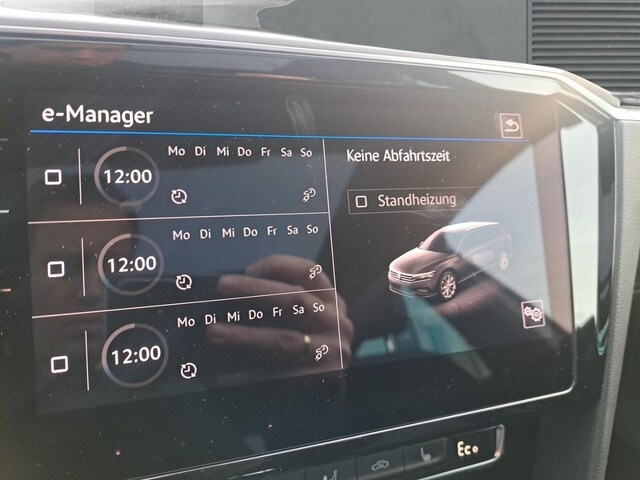 e-Manager
Mo Di Mi Do Fr Sa So
12:00
Mo Di Mi Do Fr Sa So
12:00
Mo Di Mi Do Fr Sa So
12:00
Keine Abfahrtszeit
Standheizung
Eco